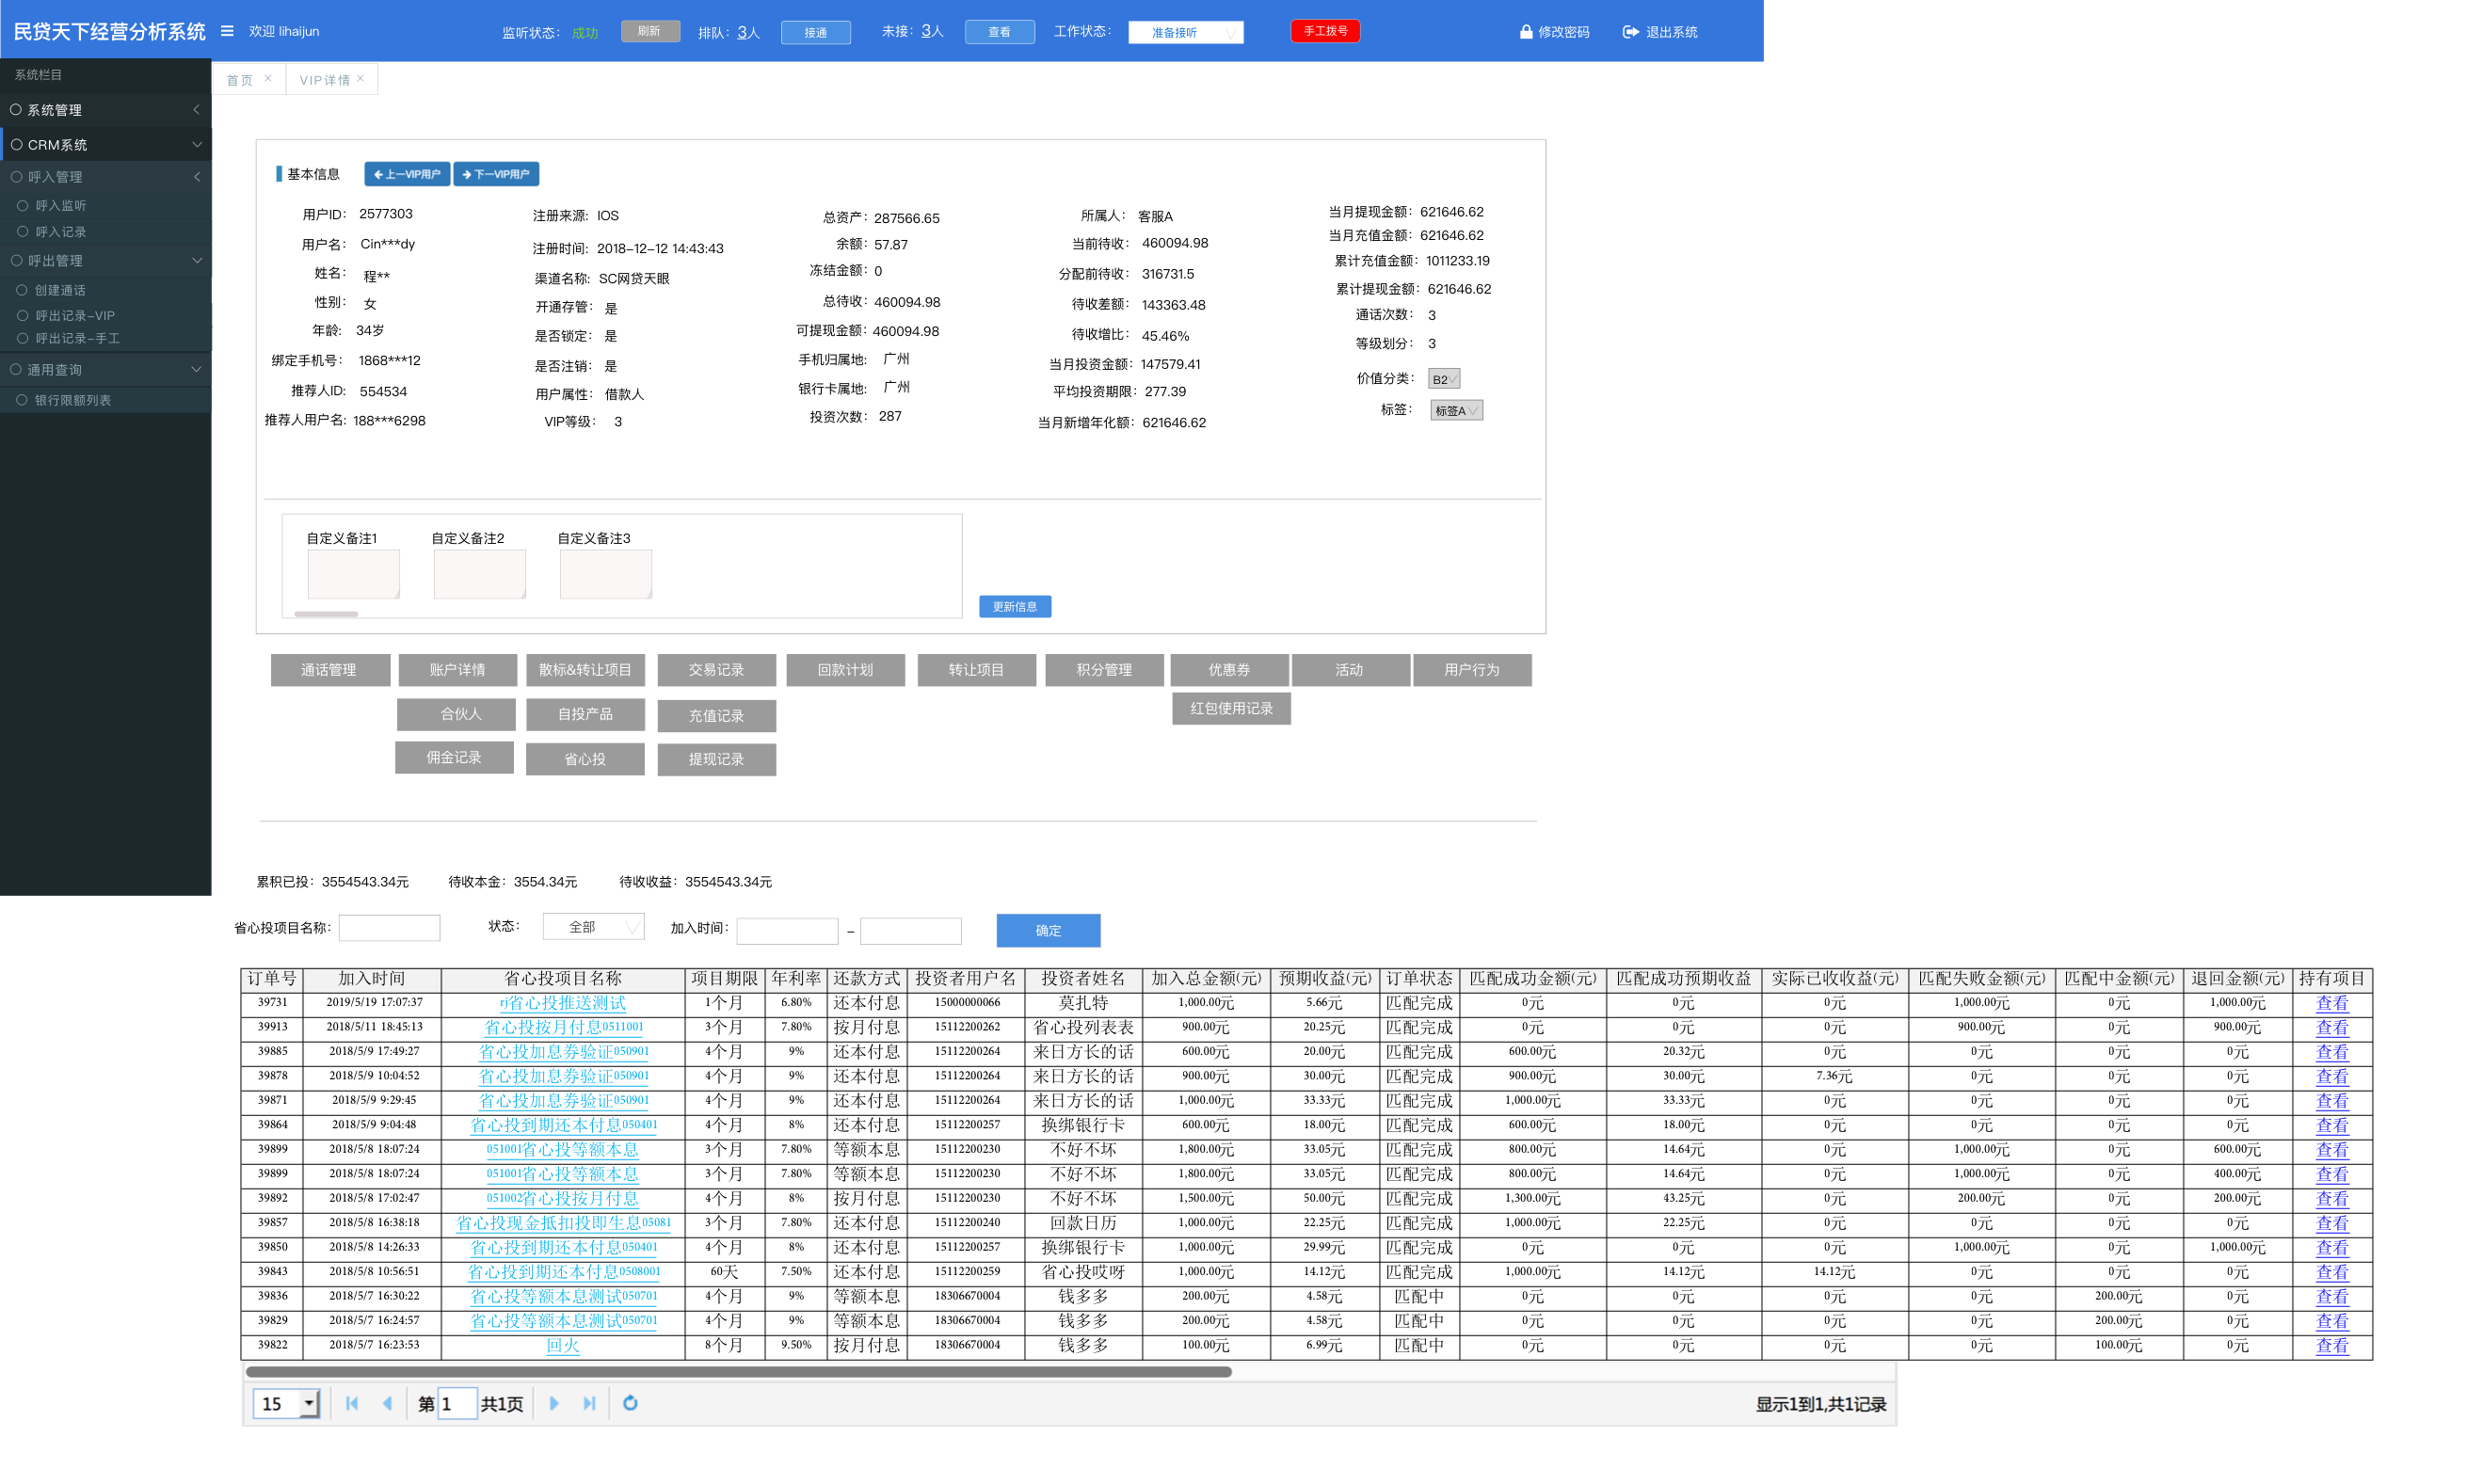 民贷天下经营分析系统 欢迎 lihaijun 监听状态： 成功 刷新 排队：3人 接通 未接：3人 查看 工作状态： 准备接听 手工拨号 修改密码 退出系统
系统栏目
系统管理
CRM系统
呼入管理
呼入监听
呼入记录
呼出管理
创建通话
呼出记录-VIP
呼出记录-手工
通用查询
银行限额列表
首页 × VIP详情 ×
基本信息 上一VIP用户 下一VIP用户
用户ID： 2577303
用户名： Cin***dy
姓名： 程**
性别： 女
年龄： 34岁
绑定手机号： 1868***12
推荐人ID: 554534
推荐人用户名: 188***6298
注册来源: IOS
注册时间: 2018-12-12 14:43:43
渠道名称: SC网贷天眼
开通存管： 是
是否锁定： 是
是否注销： 是
用户属性： 借款人
VIP等级： 3
总资产：287566.65
余额：57.87
冻结金额：0
总待收：460094.98
可提现金额：460094.98
手机归属地: 广州
银行卡属地: 广州
投资次数： 287
所属人： 客服A
当前待收： 460094.98
分配前待收： 316731.5
待收差额： 143363.48
待收增比： 45.46%
当月投资金额：147579.41
平均投资期限：277.39
当月新增年化额：621646.62
当月提现金额：621646.62
当月充值金额：621646.62
累计充值金额：1011233.19
累计提现金额：621646.62
通话次数： 3
等级划分： 3
价值分类： B2
标签： 标签A
自定义备注1 自定义备注2 自定义备注3
更新信息
通话管理 账户详情 散标&转让项目 交易记录 回款计划 转让项目 积分管理 优惠券 活动 用户行为
合伙人 自投产品 充值记录 红包使用记录
佣金记录 省心投 提现记录
累积已投：3554543.34元 待收本金：3554.34元 待收收益：3554543.34元
省心投项目名称： 状态： 全部 加入时间： – 确定
订单号 加入时间 省心投项目名称 项目期限 年利率 还款方式 投资者用户名 投资者姓名 加入总金额(元) 预期收益(元) 订单状态 匹配成功金额(元) 匹配成功预期收益 实际已收收益(元) 匹配失败金额(元) 匹配中金额(元) 退回金额(元) 持有项目
39731 2019/5/19 17:07:37 rj省心投推送测试 1个月 6.80% 还本付息 15000000066 莫扎特 1,000.00元 5.66元 匹配完成 0元 0元 0元 1,000.00元 0元 1,000.00元 查看
39913 2018/5/11 18:45:13 省心投按月付息0511001 3个月 7.80% 按月付息 15112200262 省心投列表表 900.00元 20.25元 匹配完成 0元 0元 0元 900.00元 0元 900.00元 查看
39885 2018/5/9 17:49:27 省心投加息券验证050901 4个月 9% 还本付息 15112200264 来日方长的话 600.00元 20.00元 匹配完成 600.00元 20.32元 0元 0元 0元 0元 查看
39878 2018/5/9 10:04:52 省心投加息券验证050901 4个月 9% 还本付息 15112200264 来日方长的话 900.00元 30.00元 匹配完成 900.00元 30.00元 7.36元 0元 0元 0元 查看
39871 2018/5/9 9:29:45 省心投加息券验证050901 4个月 9% 还本付息 15112200264 来日方长的话 1,000.00元 33.33元 匹配完成 1,000.00元 33.33元 0元 0元 0元 0元 查看
39864 2018/5/9 9:04:48 省心投到期还本付息050401 4个月 8% 还本付息 15112200257 换绑银行卡 600.00元 18.00元 匹配完成 600.00元 18.00元 0元 0元 0元 0元 查看
39899 2018/5/8 18:07:24 051001省心投等额本息 3个月 7.80% 等额本息 15112200230 不好不坏 1,800.00元 33.05元 匹配完成 800.00元 14.64元 0元 1,000.00元 0元 600.00元 查看
39899 2018/5/8 18:07:24 051001省心投等额本息 3个月 7.80% 等额本息 15112200230 不好不坏 1,800.00元 33.05元 匹配完成 800.00元 14.64元 0元 1,000.00元 0元 400.00元 查看
39892 2018/5/8 17:02:47 051002省心投按月付息 4个月 8% 按月付息 15112200230 不好不坏 1,500.00元 50.00元 匹配完成 1,300.00元 43.25元 0元 200.00元 0元 200.00元 查看
39857 2018/5/8 16:38:18 省心投现金抵扣投即生息05081 3个月 7.80% 还本付息 15112200240 回款日历 1,000.00元 22.25元 匹配完成 1,000.00元 22.25元 0元 0元 0元 0元 查看
39850 2018/5/8 14:26:33 省心投到期还本付息050401 4个月 8% 还本付息 15112200257 换绑银行卡 1,000.00元 29.99元 匹配完成 0元 0元 0元 1,000.00元 0元 1,000.00元 查看
39843 2018/5/8 10:56:51 省心投到期还本付息0508001 60天 7.50% 还本付息 15112200259 省心投哎呀 1,000.00元 14.12元 匹配完成 1,000.00元 14.12元 14.12元 0元 0元 0元 查看
39836 2018/5/7 16:30:22 省心投等额本息测试050701 4个月 9% 等额本息 18306670004 钱多多 200.00元 4.58元 匹配中 0元 0元 0元 0元 200.00元 0元 查看
39829 2018/5/7 16:24:57 省心投等额本息测试050701 4个月 9% 等额本息 18306670004 钱多多 200.00元 4.58元 匹配中 0元 0元 0元 0元 200.00元 0元 查看
39822 2018/5/7 16:23:53 回火 8个月 9.50% 按月付息 18306670004 钱多多 100.00元 6.99元 匹配中 0元 0元 0元 0元 100.00元 0元 查看
15 第 1 共1页 显示1到1,共1记录